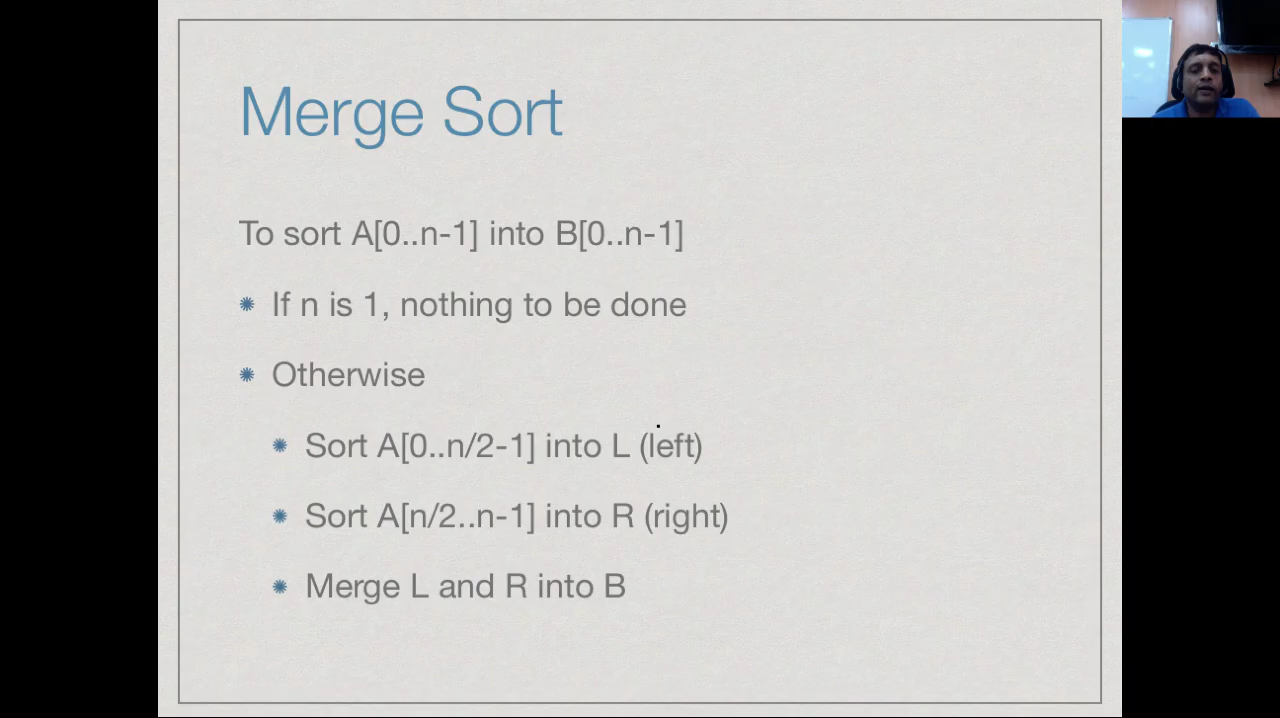 Merge Sort
To sort A[0..n-1] into B[0..n-1]
If n is 1, nothing to be done
Otherwise
Sort A[0..n/2-1] into L (left)
Sort A[n/2..n-1] into R (right)
Merge L and R into B